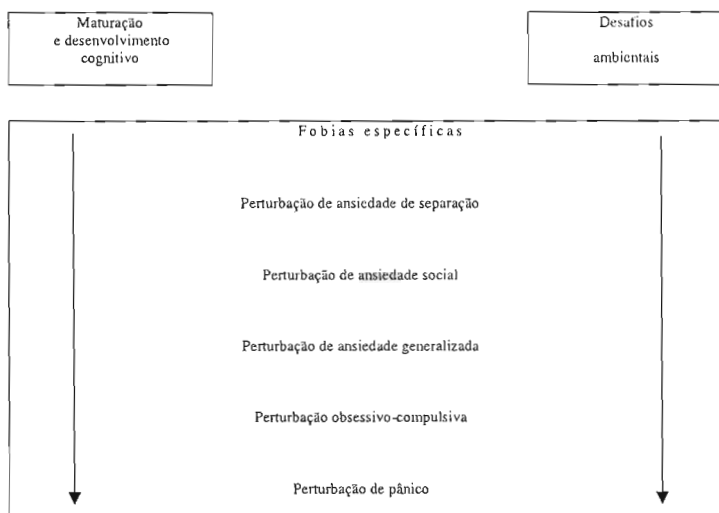 Maturação
e desenvolvimento
cognitivo
Desafios
ambientais
Fobias específicas
Perturbação de ansiedade de separação
Perturbação de ansiedade social
Perturbação de ansiedade generalizada
Perturbação obsessivo-compulsiva
Perturbação de pânico